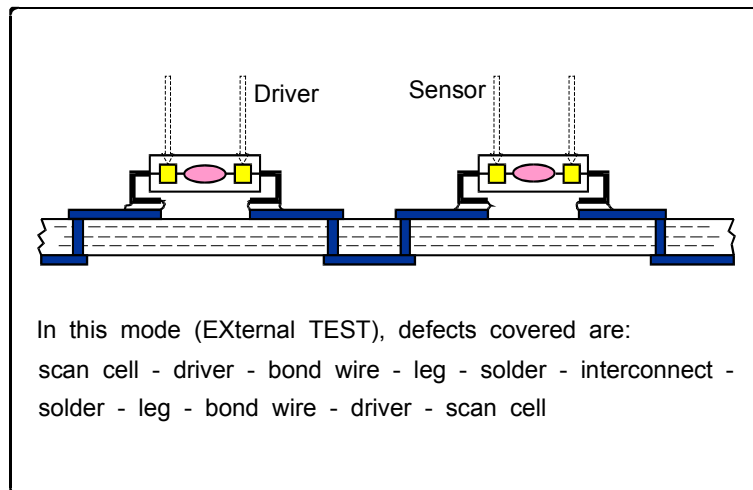 Driver
Sensor
In this mode (EXternal TEST), defects covered are:
scan cell - driver - bond wire - leg - solder - interconnect -
solder - leg - bond wire - driver - scan cell